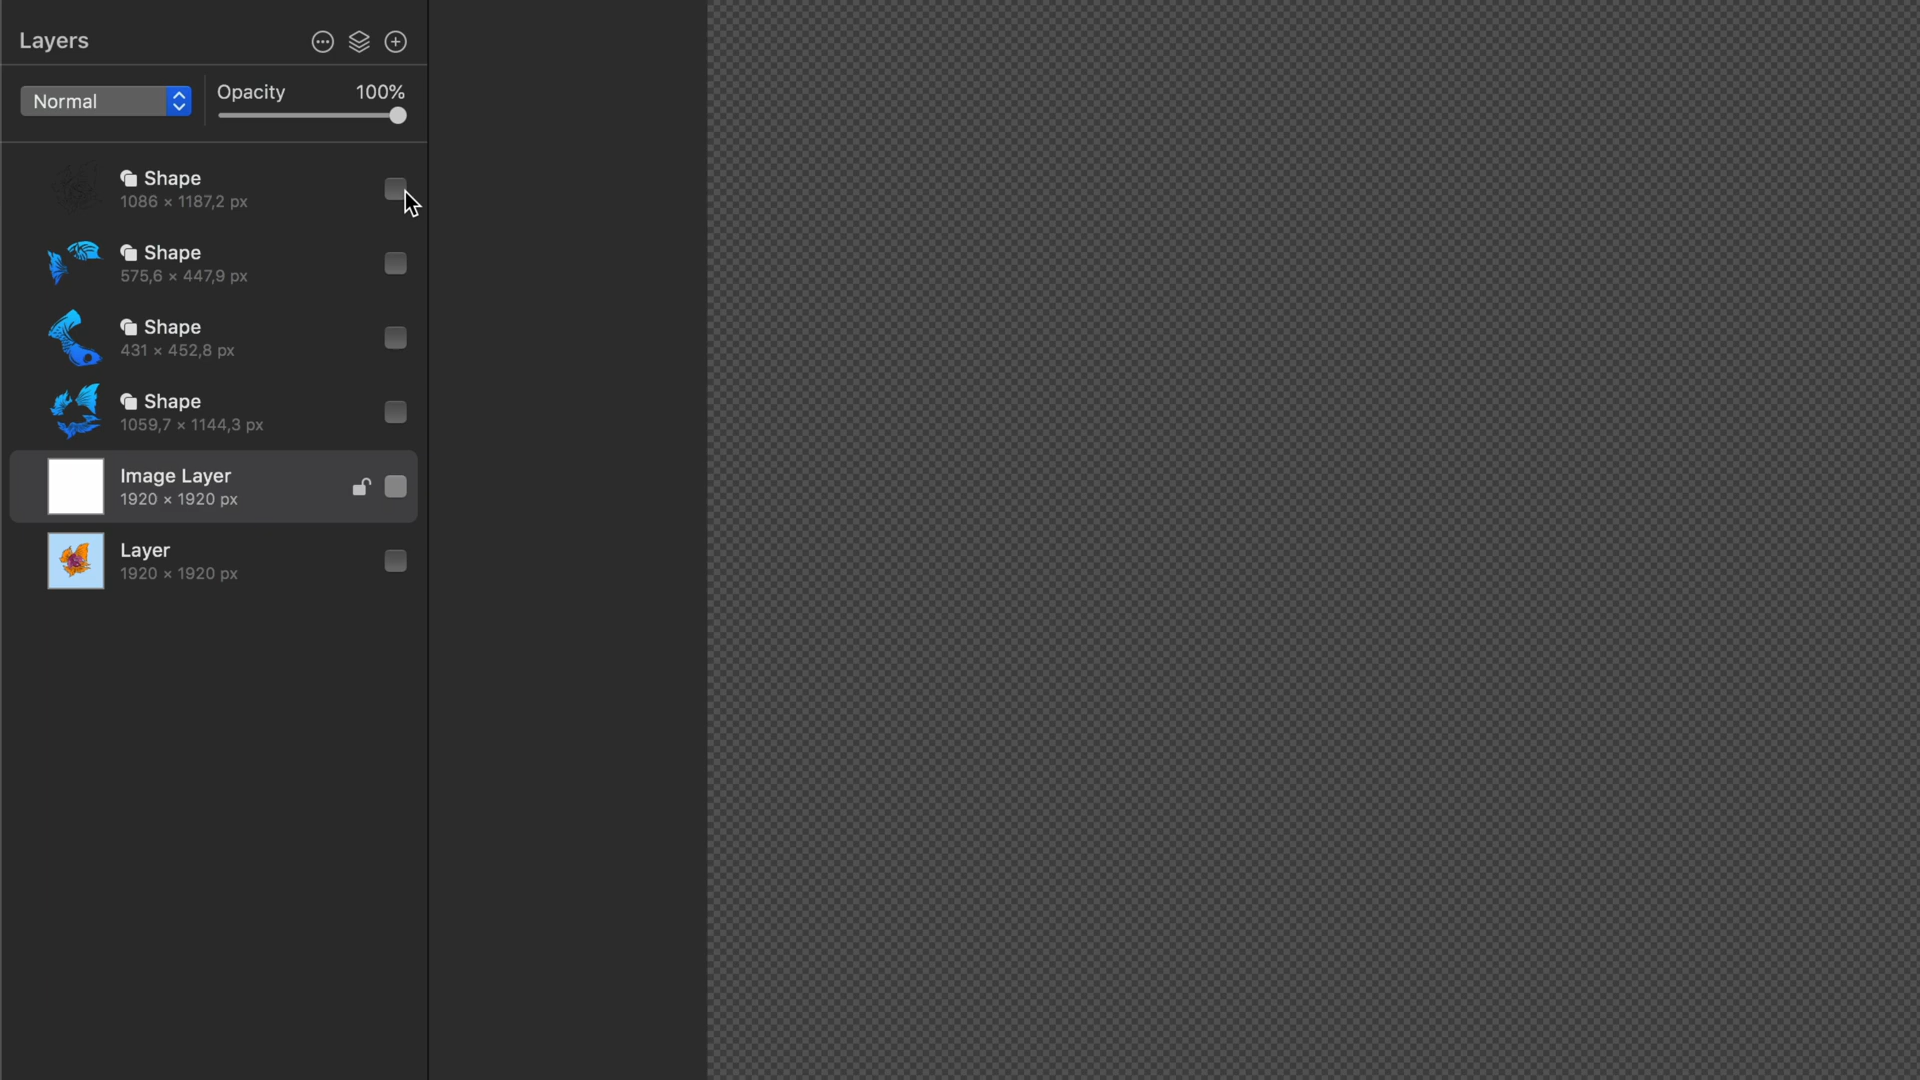 Layers
Normal
Opacity 100%
Shape
1086 × 1187,2 px
Shape
575,6 × 447,9 px
Shape
431 × 452,8 px
Shape
1059,7 × 1144,3 px
Image Layer
1920 × 1920 px
Layer
1920 × 1920 px